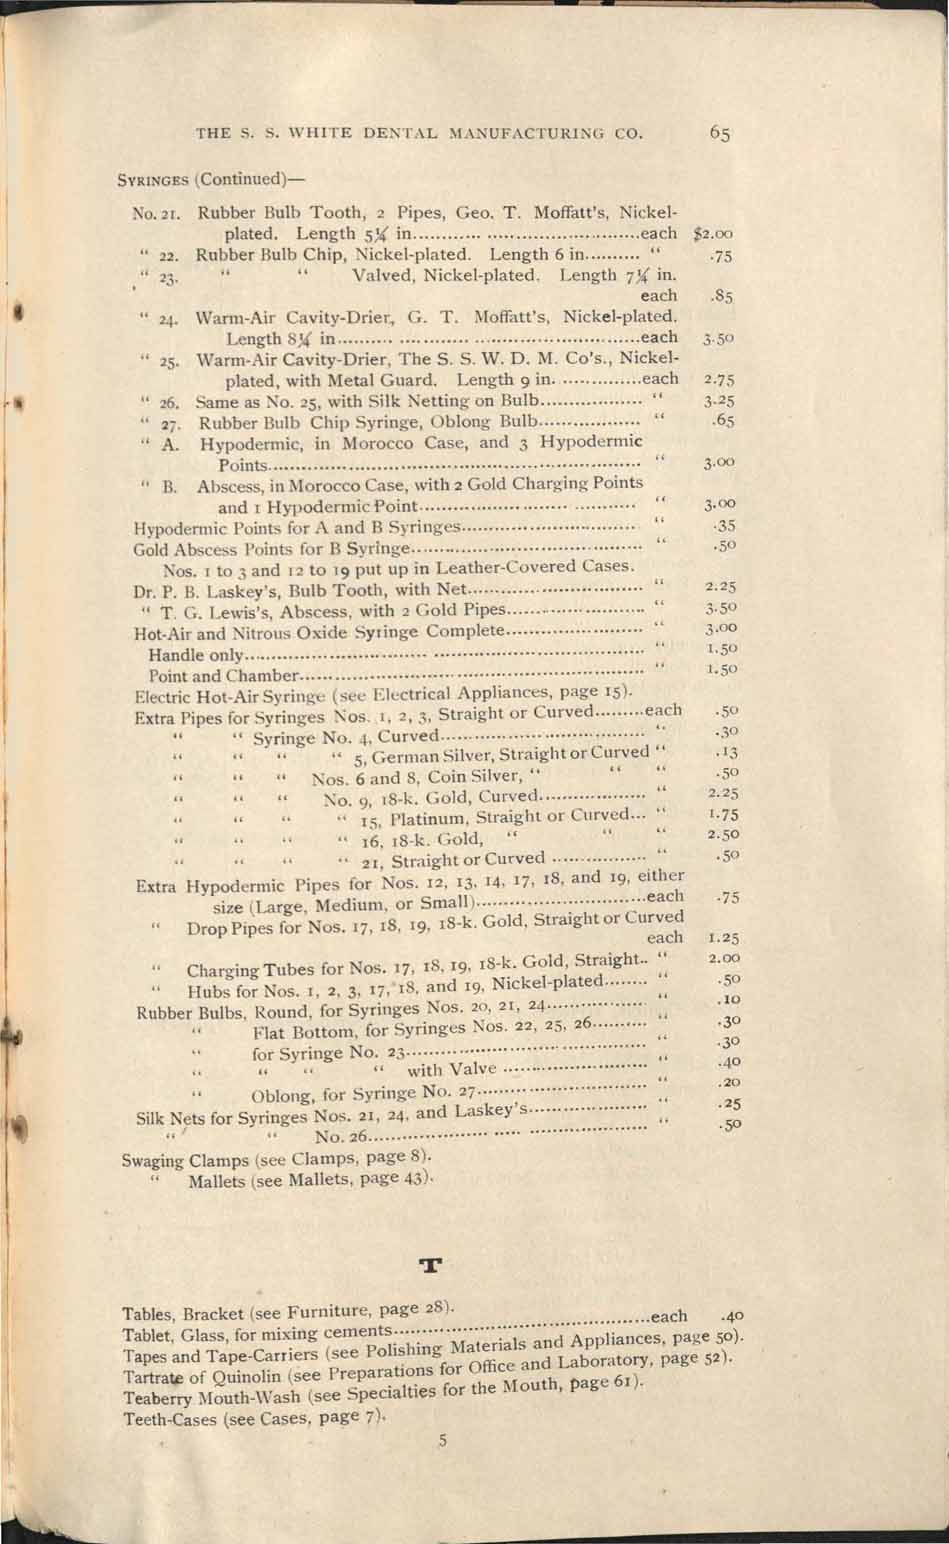 THE S. S. WHITE DENTAL MANUFACTURING CO. 65
SYRINGES (Continued)—
No. 21. Rubber Bulb Tooth, 2 Pipes, Geo. T. Moffatt's, Nickel-
plated. Length 5¼ in. ........ each $2.00
“ 22. Rubber Bulb Chip, Nickel-plated. Length 6 in. ........ “ .75
“ 23. “ “ Valved, Nickel-plated. Length 7¼ in.
each .85
“ 24. Warm-Air Cavity-Drier, G. T. Moffatt's, Nickel-plated.
Length 8¼ in. ........ each 3.50
“ 25. Warm-Air Cavity-Drier, The S. S. W. D. M. Co's., Nickel-
plated, with Metal Guard. Length 9 in. ........ each 2.75
“ 26. Same as No. 25, with Silk Netting on Bulb ........ “ 3.25
“ 27. Rubber Bulb Chip Syringe, Oblong Bulb ........ “ .65
“ A. Hypodermic, in Morocco Case, and 3 Hypodermic
Points ........ “ 3.00
“ B. Abscess, in Morocco Case, with 2 Gold Charging Points
and 1 Hypodermic Point ........ “ 3.00
Hypodermic Points for A and B Syringes ........ “ .35
Gold Abscess Points for B Syringe ........ “ .50
Nos. 1 to 3 and 12 to 19 put up in Leather-Covered Cases.
Dr. P. B. Laskey's, Bulb Tooth, with Net ........ “ 2.25
“ T. G. Lewis's, Abscess, with 2 Gold Pipes ........ “ 3.50
Hot-Air and Nitrous Oxide Syringe Complete ........ “ 3.00
Handle only ........ “ 1.50
Point and Chamber ........ “ 1.50
Electric Hot-Air Syringe (see Electrical Appliances, page 15).
Extra Pipes for Syringes Nos. 1, 2, 3, Straight or Curved ........ each .50
“ “ Syringe No. 4, Curved ........ “ .30
“ “ “ “ 5, German Silver, Straight or Curved “ .13
“ “ “ Nos. 6 and 8, Coin Silver, “ “ “ .50
“ “ “ No. 9, 18-k. Gold, Curved ........ “ 2.25
“ “ “ “ 15, Platinum, Straight or Curved... “ 1.75
“ “ “ “ 16, 18-k. Gold, “ “ “ 2.50
“ “ “ “ 21, Straight or Curved ........ “ .50
Extra Hypodermic Pipes for Nos. 12, 13, 14, 17, 18, and 19, either
size (Large, Medium, or Small) ........ each .75
“ Drop Pipes for Nos. 17, 18, 19, 18-k. Gold, Straight or Curved
each 1.25
“ Charging Tubes for Nos. 17, 18, 19, 18-k. Gold, Straight.. “ 2.00
“ Hubs for Nos. 1, 2, 3, 17, 18, and 19, Nickel-plated ........ “ .50
Rubber Bulbs, Round, for Syringes Nos. 20, 21, 24 ........ “ .10
“ Flat Bottom, for Syringes Nos. 22, 25, 26 ........ “ .30
“ for Syringe No. 23 ........ “ .30
“ “ “ “ with Valve ........ “ .40
“ Oblong, for Syringe No. 27 ........ “ .20
Silk Nets for Syringes Nos. 21, 24, and Laskey's ........ “ .25
“ “ No. 26 ........ “ .50
Swaging Clamps (see Clamps, page 8).
“ Mallets (see Mallets, page 43).
T
Tables, Bracket (see Furniture, page 28).
Tablet, Glass, for mixing cements ........ each .40
Tapes and Tape-Carriers (see Polishing Materials and Appliances, page 50).
Tartrate of Quinolin (see Preparations for Office and Laboratory, page 52).
Teaberry Mouth-Wash (see Specialties for the Mouth, page 61).
Teeth-Cases (see Cases, page 7).
5